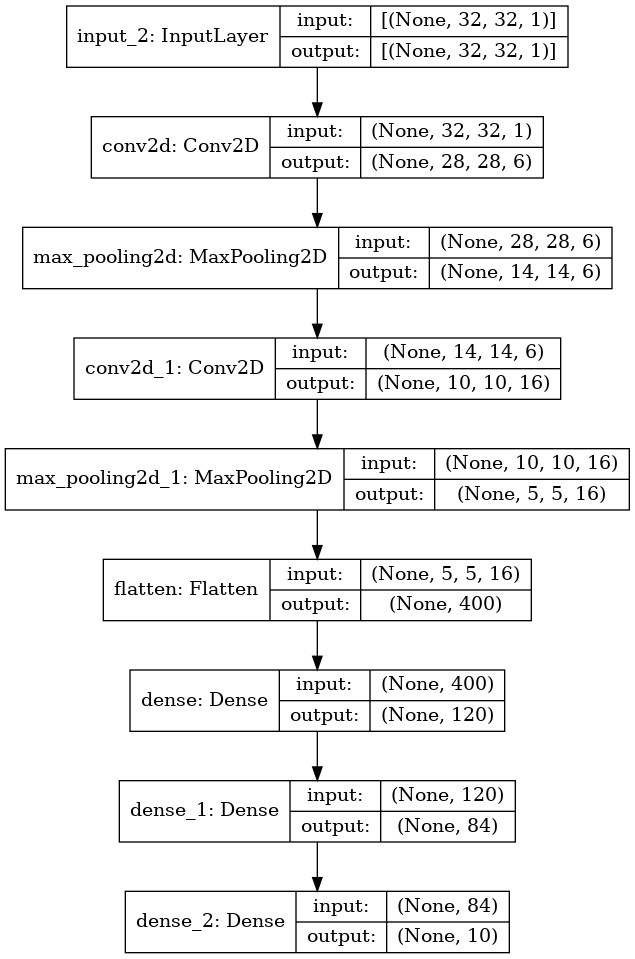 input_2: InputLayer
input: [(None, 32, 32, 1)]
output: [(None, 32, 32, 1)]
conv2d: Conv2D
input: (None, 32, 32, 1)
output: (None, 28, 28, 6)
max_pooling2d: MaxPooling2D
input: (None, 28, 28, 6)
output: (None, 14, 14, 6)
conv2d_1: Conv2D
input: (None, 14, 14, 6)
output: (None, 10, 10, 16)
max_pooling2d_1: MaxPooling2D
input: (None, 10, 10, 16)
output: (None, 5, 5, 16)
flatten: Flatten
input: (None, 5, 5, 16)
output: (None, 400)
dense: Dense
input: (None, 400)
output: (None, 120)
dense_1: Dense
input: (None, 120)
output: (None, 84)
dense_2: Dense
input: (None, 84)
output: (None, 10)